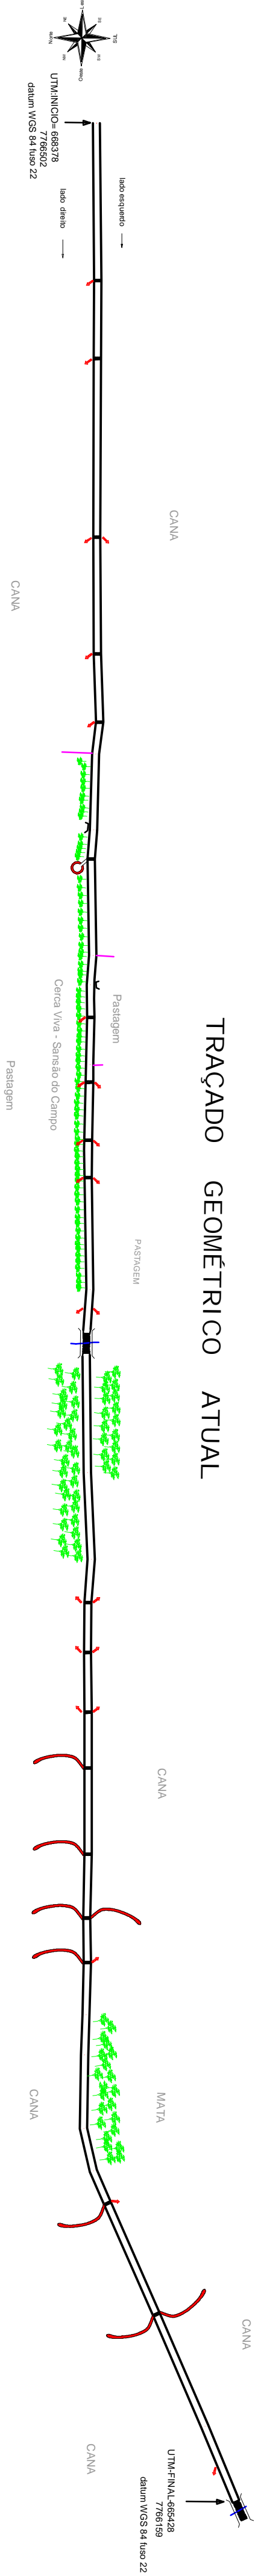 TRAÇADO GEOMÉTRICO ATUAL
SUL
UTM:INICIO= 668378
7766502
datum WGS 84 fuso 22
lado esquerdo
lado direito
CANA
CANA
Pastagem
Cerca Viva - Sansão do Campo
Pastagem
PASTAGEM
CANA
MATA
CANA
CANA
CANA
UTM-FINAL-665428
7766159
datum WGS 84 fuso 22